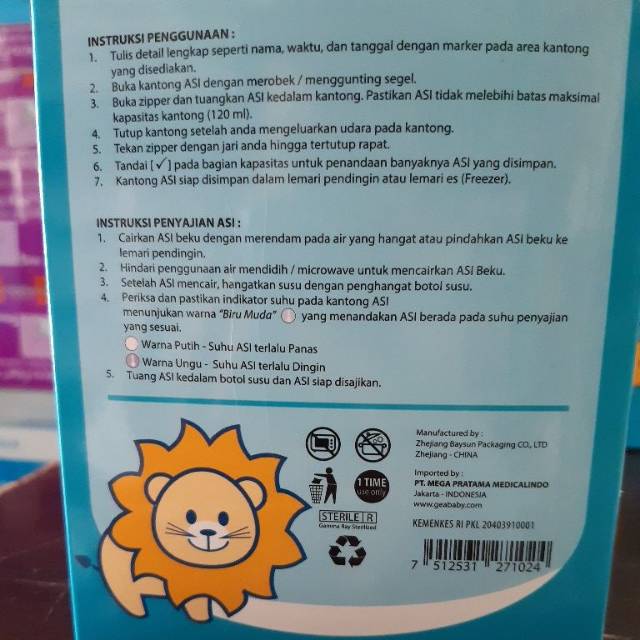 INSTRUKSI PENGGUNAAN :
1. Tulis detail lengkap seperti nama, waktu, dan tanggal dengan marker pada area kantong
yang disediakan.
2. Buka kantong ASI dengan merobek / menggunting segel.
3. Buka zipper dan tuangkan ASI kedalam kantong. Pastikan ASI tidak melebihi batas maksimal
kapasitas kantong (120 ml).
4. Tutup kantong setelah anda mengeluarkan udara pada kantong.
5. Tekan zipper dengan jari anda hingga tertutup rapat.
6. Tandai [✓] pada bagian kapasitas untuk penandaan banyaknya ASI yang disimpan.
7. Kantong ASI siap disimpan dalam lemari pendingin atau lemari es (Freezer).
INSTRUKSI PENYAJIAN ASI :
1. Cairkan ASI beku dengan merendam pada air yang hangat atau pindahkan ASI beku ke
lemari pendingin.
2. Hindari penggunaan air mendidih / microwave untuk mencairkan ASI Beku.
3. Setelah ASI mencair, hangatkan susu dengan penghangat botol susu.
4. Periksa dan pastikan indikator suhu pada kantong ASI
menunjukan warna "Biru Muda" yang menandakan ASI berada pada suhu penyajian
yang sesuai.
Warna Putih - Suhu ASI terlalu Panas
Warna Ungu - Suhu ASI terlalu Dingin
5. Tuang ASI kedalam botol susu dan ASI siap disajikan.
1 TIME
use only
STERILE R
Gamma Ray Sterilized
Manufactured by :
Zhejiang Baysun Packaging CO., LTD
Zhejiang - CHINA
Imported by :
PT. MEGA PRATAMA MEDICALINDO
Jakarta - INDONESIA
www.geababy.com
KEMENKES RI PKL 20403910001
7 512531 271024